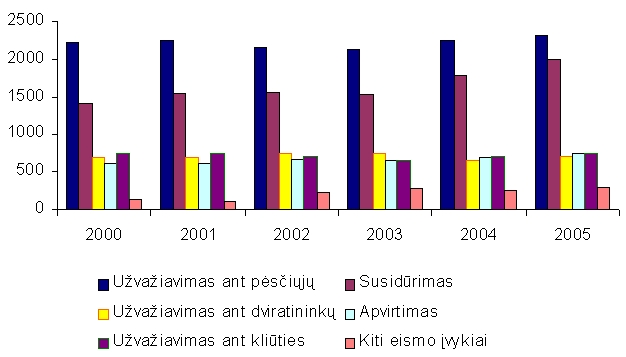 2500
2000
1500
1000
500
0
2000 2001 2002 2003 2004 2005
Užvažiavimas ant pėsčiųjų Susidūrimas
Užvažiavimas ant dviratininkų Apvirtimas
Užvažiavimas ant kliūties Kiti eismo įvykiai